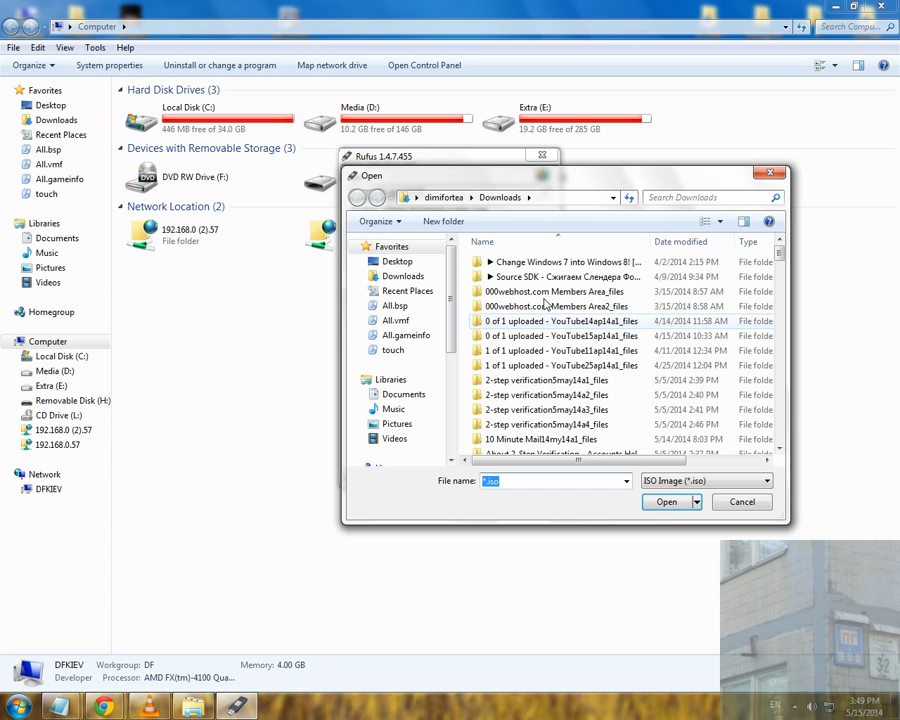 Computer
Search Compu...
File Edit View Tools Help
Organize System properties Uninstall or change a program Map network drive Open Control Panel
Favorites
Desktop
Downloads
Recent Places
All.bsp
All.vmf
All.gameinfo
touch
Libraries
Documents
Music
Pictures
Videos
Homegroup
Computer
Local Disk (C:)
Media (D:)
Extra (E:)
Removable Disk (H:)
CD Drive (L:)
192.168.0 (2).57
192.168.0.57
Network
DFKIEV
Hard Disk Drives (3)
Local Disk (C:)
446 MB free of 34.0 GB
Media (D:)
10.2 GB free of 146 GB
Extra (E:)
19.2 GB free of 285 GB
Devices with Removable Storage (3)
DVD RW Drive (F:)
Network Location (2)
192.168.0 (2).57
File folder
Rufus 1.4.7.455
Open
dimifortea Downloads
Search Downloads
Organize New folder
Favorites
Desktop
Downloads
Recent Places
All.bsp
All.vmf
All.gameinfo
touch
Libraries
Documents
Music
Pictures
Videos
Name Date modified Type
▶ Change Windows 7 into Windows 8! [... 4/2/2014 2:15 PM File folde
▶ Source SDK - Сжигаем Слендера Фо... 4/9/2014 9:34 PM File folde
000webhost.com Members Area_files 3/15/2014 8:57 AM File folde
000webhost.com Members Area2_files 3/15/2014 8:58 AM File folde
0 of 1 uploaded - YouTube14ap14a1_files 4/14/2014 11:58 AM File folde
0 of 1 uploaded - YouTube15ap14a1_files 4/15/2014 10:33 AM File folde
1 of 1 uploaded - YouTube11ap14a1_files 4/11/2014 12:34 PM File folde
1 of 1 uploaded - YouTube25ap14a1_files 4/25/2014 12:04 PM File folde
2-step verification5may14a1_files 5/5/2014 2:39 PM File folde
2-step verification5may14a2_files 5/5/2014 2:40 PM File folde
2-step verification5may14a3_files 5/5/2014 2:41 PM File folde
2-step verification5may14a4_files 5/5/2014 2:46 PM File folde
10 Minute Mail14my14a1_files 5/14/2014 8:03 PM File folde
About 2-Step Verification - Accounts Hel... 5/5/2014 2:37 PM File folde
File name: *.iso ISO Image (*.iso)
Open Cancel
DFKIEV Workgroup: DF Memory: 4.00 GB
Developer Processor: AMD FX(tm)-4100 Qua...
32
EN
3:49 PM
5/15/2014